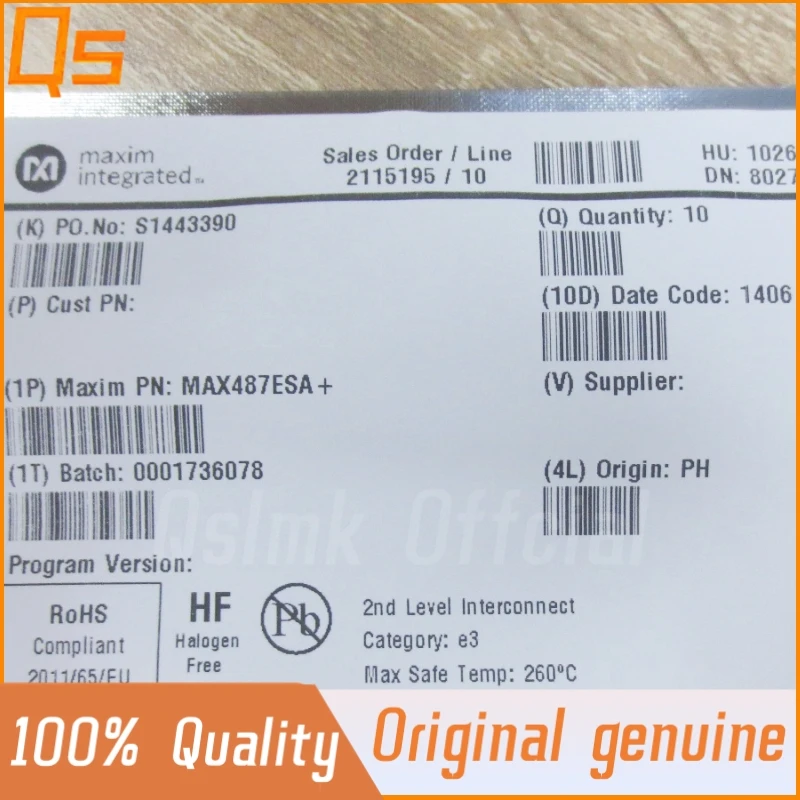 Qs
maxim
integrated™
Sales Order / Line
2115195 / 10
HU: 1026
DN: 8027
(K) PO.No: S1443390
(Q) Quantity: 10
(P) Cust PN:
(10D) Date Code: 1406
(1P) Maxim PN: MAX487ESA+
(V) Supplier:
(1T) Batch: 0001736078
(4L) Origin: PH
Qslmk Offcial
Program Version:
RoHS
Compliant
2011/65/EU
HF
Halogen
Free
Pb
2nd Level Interconnect
Category: e3
Max Safe Temp: 260ºC
100% Quality
Original genuine